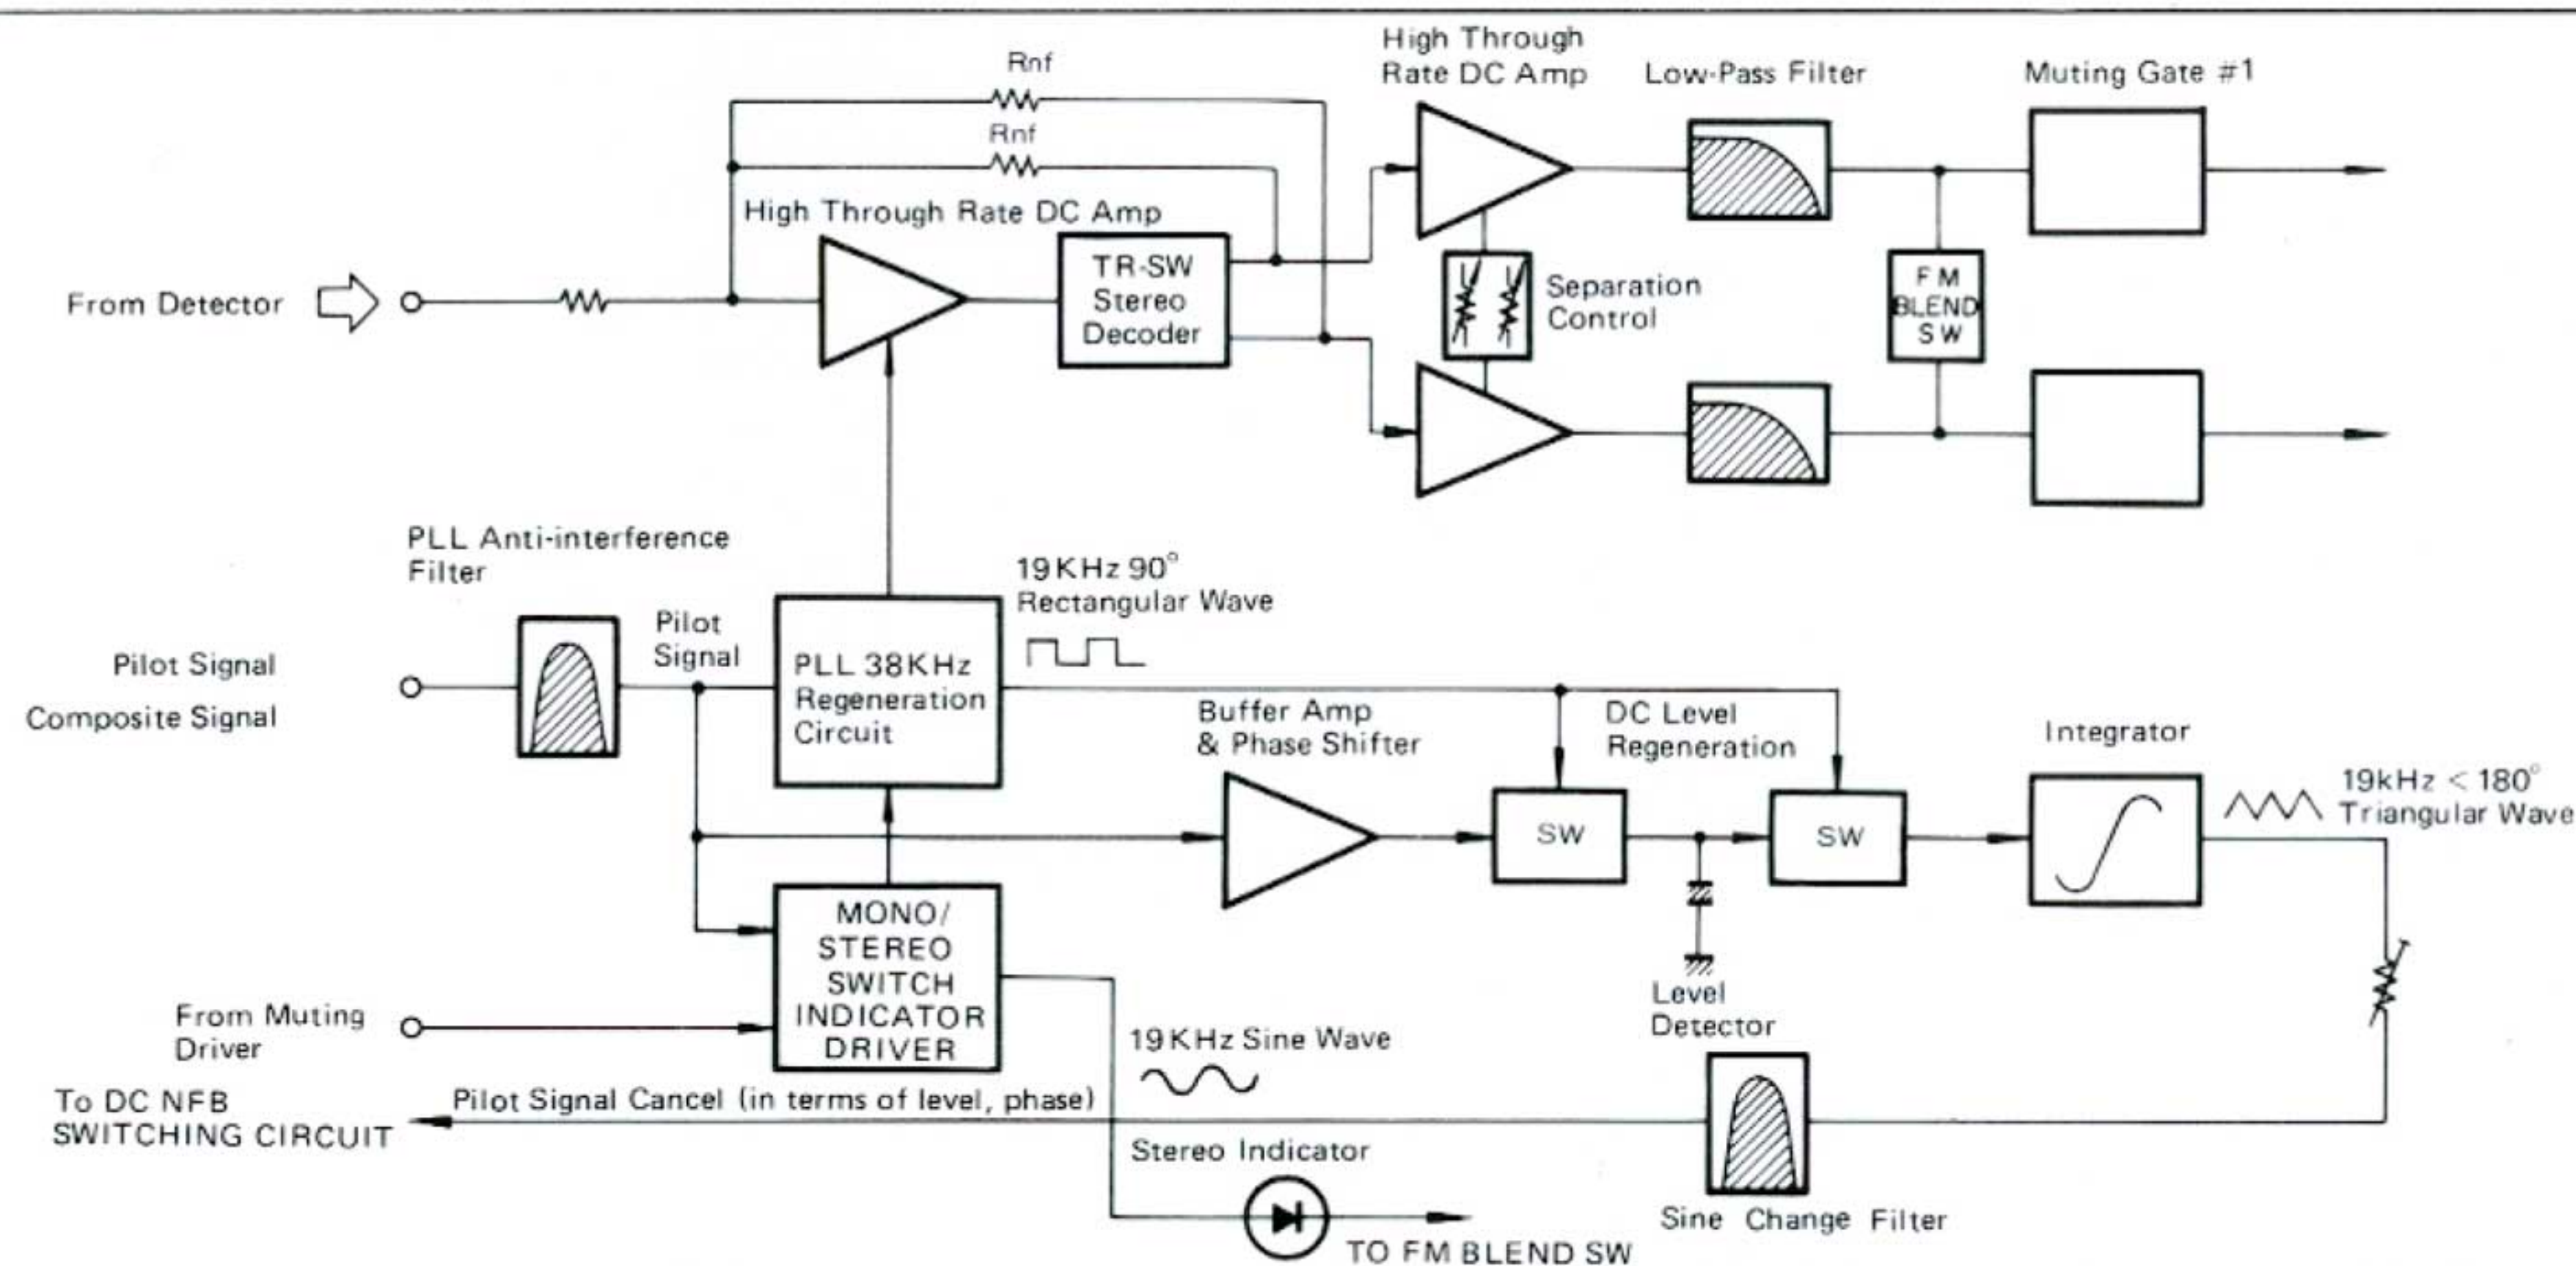 High Through
Rate DC Amp
Low-Pass Filter
Muting Gate #1
Rnf
Rnf
High Through Rate DC Amp
From Detector
TR-SW
Stereo
Decoder
Separation
Control
FM
BLEND
SW
PLL Anti-interference
Filter
19KHz 90°
Rectangular Wave
Pilot
Signal
Pilot Signal
Composite Signal
PLL 38KHz
Regeneration
Circuit
Buffer Amp
& Phase Shifter
DC Level
Regeneration
Integrator
19kHz < 180°
Triangular Wave
SW
SW
MONO/
STEREO
SWITCH
INDICATOR
DRIVER
From Muting
Driver
Level
Detector
19KHz Sine Wave
To DC NFB
SWITCHING CIRCUIT
Pilot Signal Cancel (in terms of level, phase)
Stereo Indicator
Sine Change Filter
TO FM BLEND SW